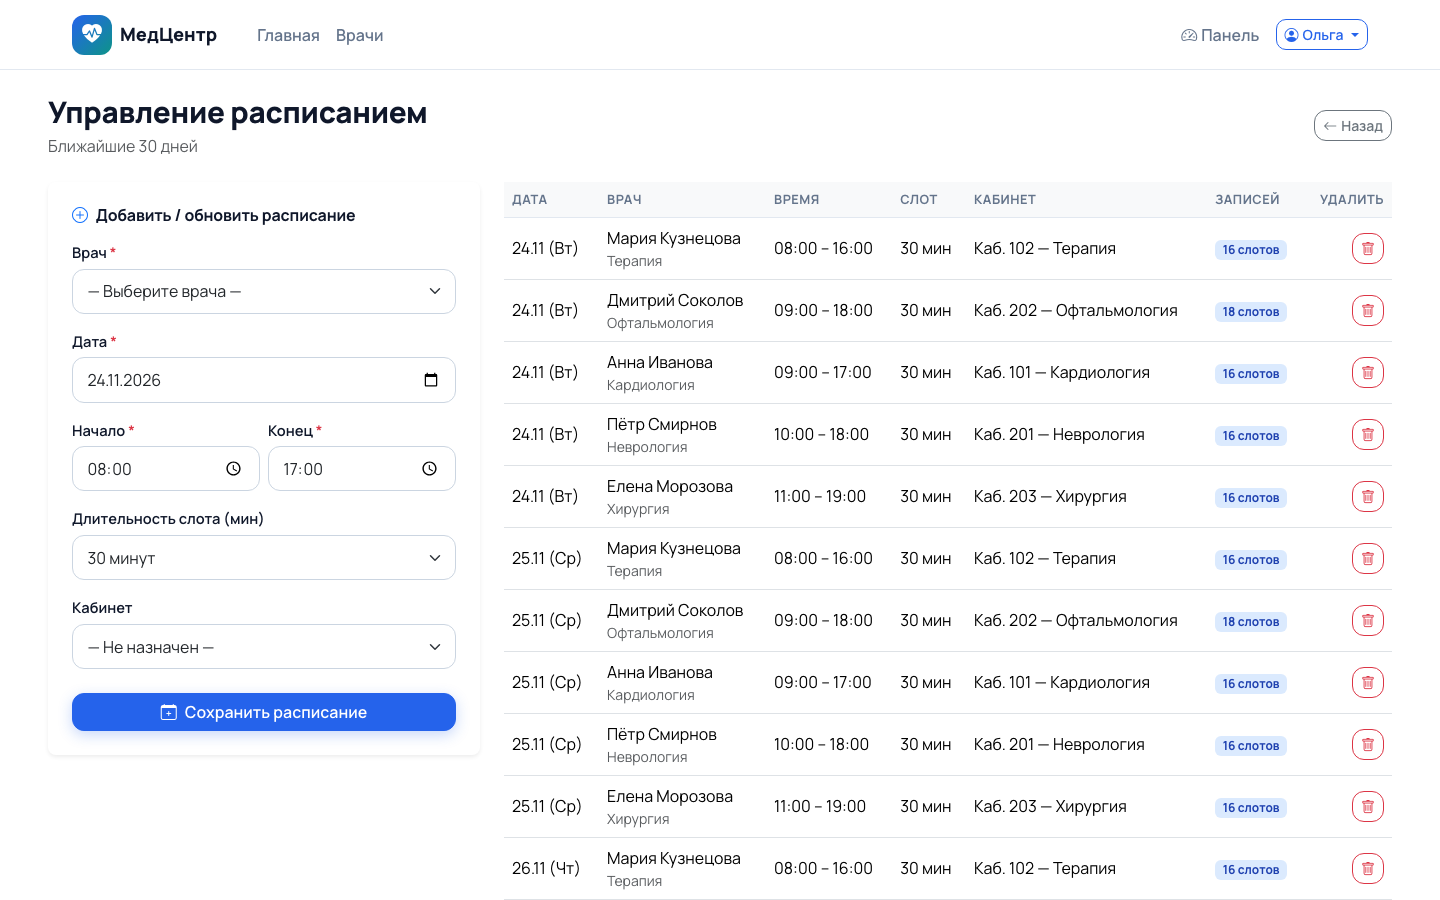 МедЦентр Главная Врачи Панель Ольга
Управление расписанием
Ближайшие 30 дней
Назад
Добавить / обновить расписание
Врач *
— Выберите врача —
Дата *
24.11.2026
Начало * Конец *
08:00 17:00
Длительность слота (мин)
30 минут
Кабинет
— Не назначен —
Сохранить расписание
ДАТА ВРАЧ ВРЕМЯ СЛОТ КАБИНЕТ ЗАПИСЕЙ УДАЛИТЬ
24.11 (Вт) Мария Кузнецова 08:00 – 16:00 30 мин Каб. 102 — Терапия 16 слотов
Терапия
24.11 (Вт) Дмитрий Соколов 09:00 – 18:00 30 мин Каб. 202 — Офтальмология 18 слотов
Офтальмология
24.11 (Вт) Анна Иванова 09:00 – 17:00 30 мин Каб. 101 — Кардиология 16 слотов
Кардиология
24.11 (Вт) Пётр Смирнов 10:00 – 18:00 30 мин Каб. 201 — Неврология 16 слотов
Неврология
24.11 (Вт) Елена Морозова 11:00 – 19:00 30 мин Каб. 203 — Хирургия 16 слотов
Хирургия
25.11 (Ср) Мария Кузнецова 08:00 – 16:00 30 мин Каб. 102 — Терапия 16 слотов
Терапия
25.11 (Ср) Дмитрий Соколов 09:00 – 18:00 30 мин Каб. 202 — Офтальмология 18 слотов
Офтальмология
25.11 (Ср) Анна Иванова 09:00 – 17:00 30 мин Каб. 101 — Кардиология 16 слотов
Кардиология
25.11 (Ср) Пётр Смирнов 10:00 – 18:00 30 мин Каб. 201 — Неврология 16 слотов
Неврология
25.11 (Ср) Елена Морозова 11:00 – 19:00 30 мин Каб. 203 — Хирургия 16 слотов
Хирургия
26.11 (Чт) Мария Кузнецова 08:00 – 16:00 30 мин Каб. 102 — Терапия 16 слотов
Терапия